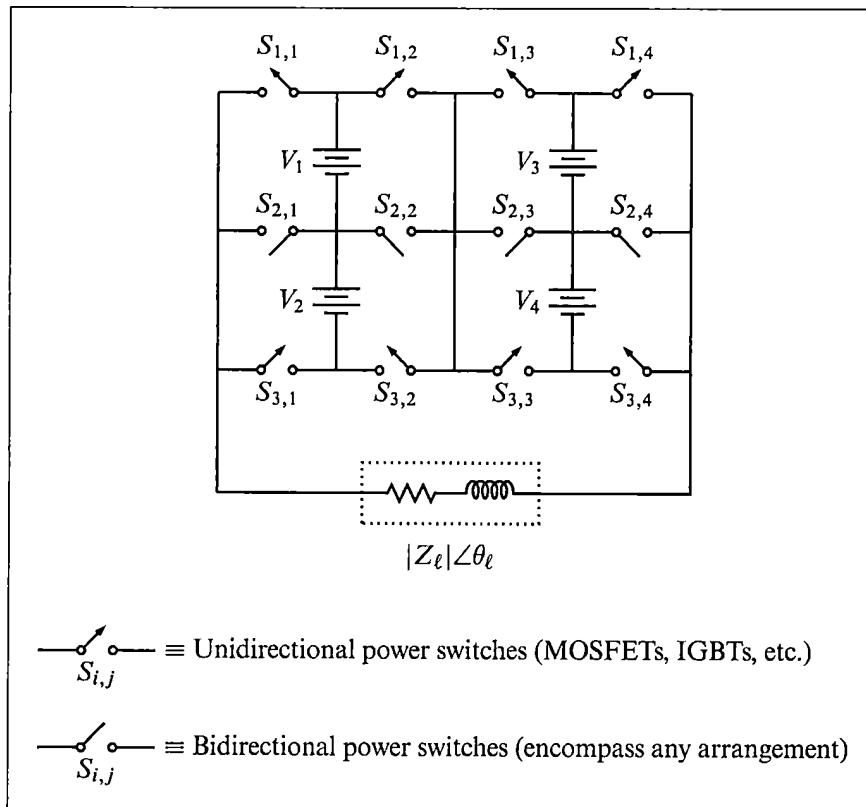 S1,1 S1,2 S1,3 S1,4
V1 V3
S2,1 S2,2 S2,3 S2,4
V2 V4
S3,1 S3,2 S3,3 S3,4
|Zℓ|∠θℓ
≡ Unidirectional power switches (MOSFETs, IGBTs, etc.)
Si,j
≡ Bidirectional power switches (encompass any arrangement)
Si,j